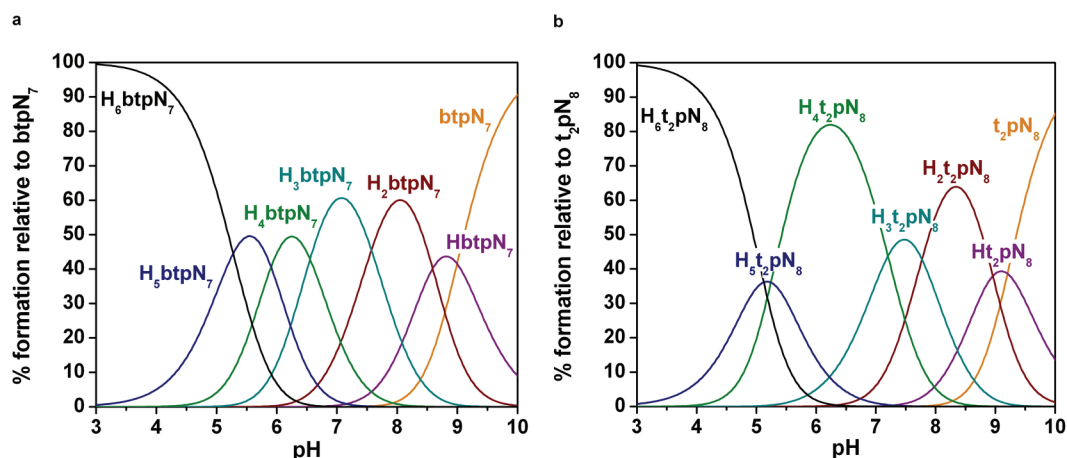 a
% formation relative to btpN7
100
90
80
70
60
50
40
30
20
10
0
H6btpN7
H5btpN7
H4btpN7
H3btpN7
H2btpN7
HbtpN7
btpN7
3 4 5 6 7 8 9 10
pH
b
% formation relative to t2pN8
100
90
80
70
60
50
40
30
20
10
0
H6t2pN8
H5t2pN8
H4t2pN8
H3t2pN8
H2t2pN8
Ht2pN8
t2pN8
3 4 5 6 7 8 9 10
pH